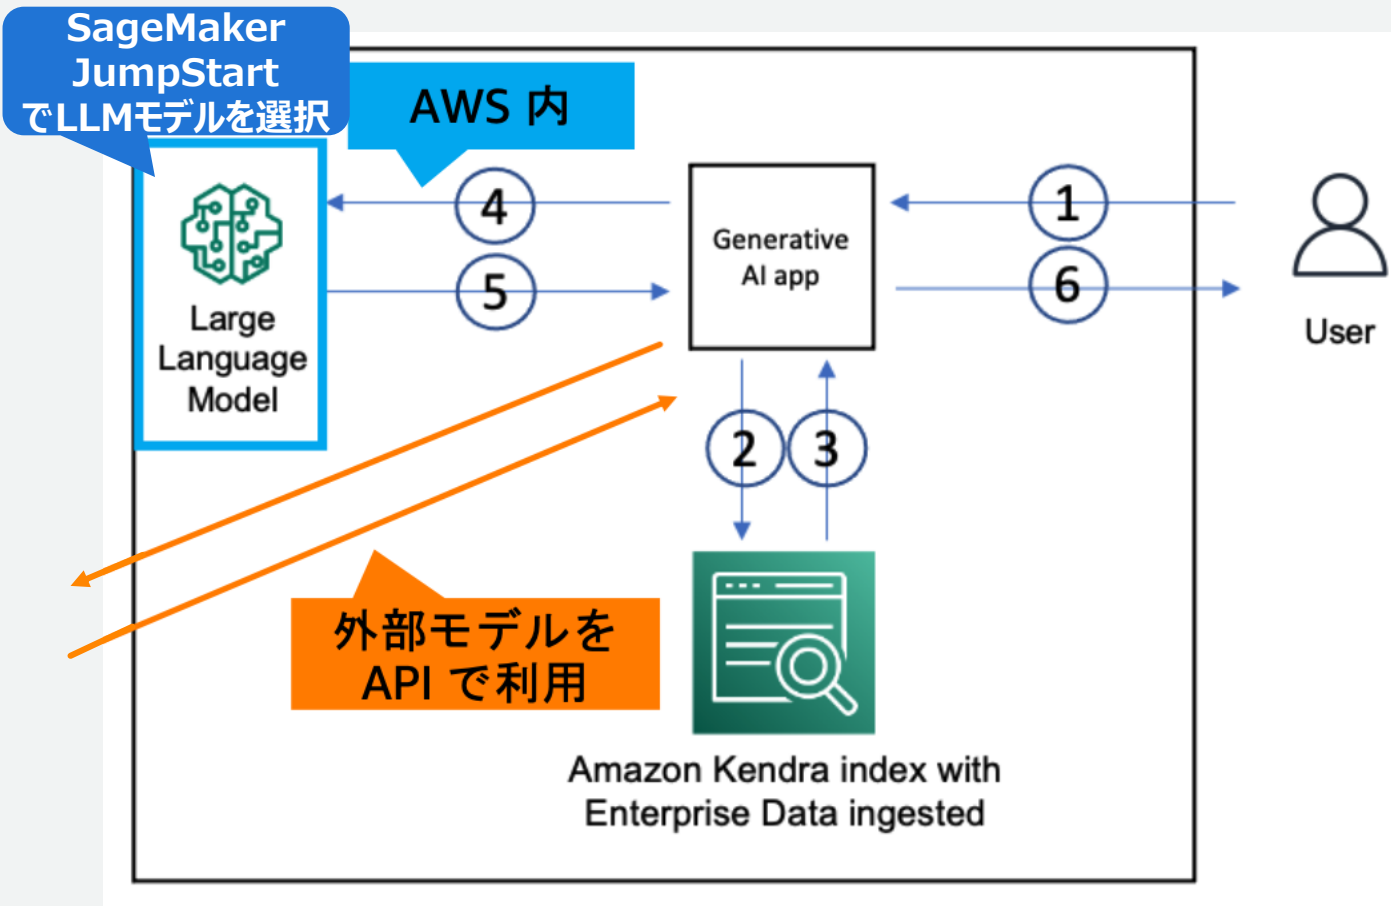 SageMaker
JumpStart
でLLMモデルを選択
AWS 内
4
1
Generative
AI app
5
6
Large
Language
Model
User
2
3
外部モデルを
API で利用
Amazon Kendra index with
Enterprise Data ingested